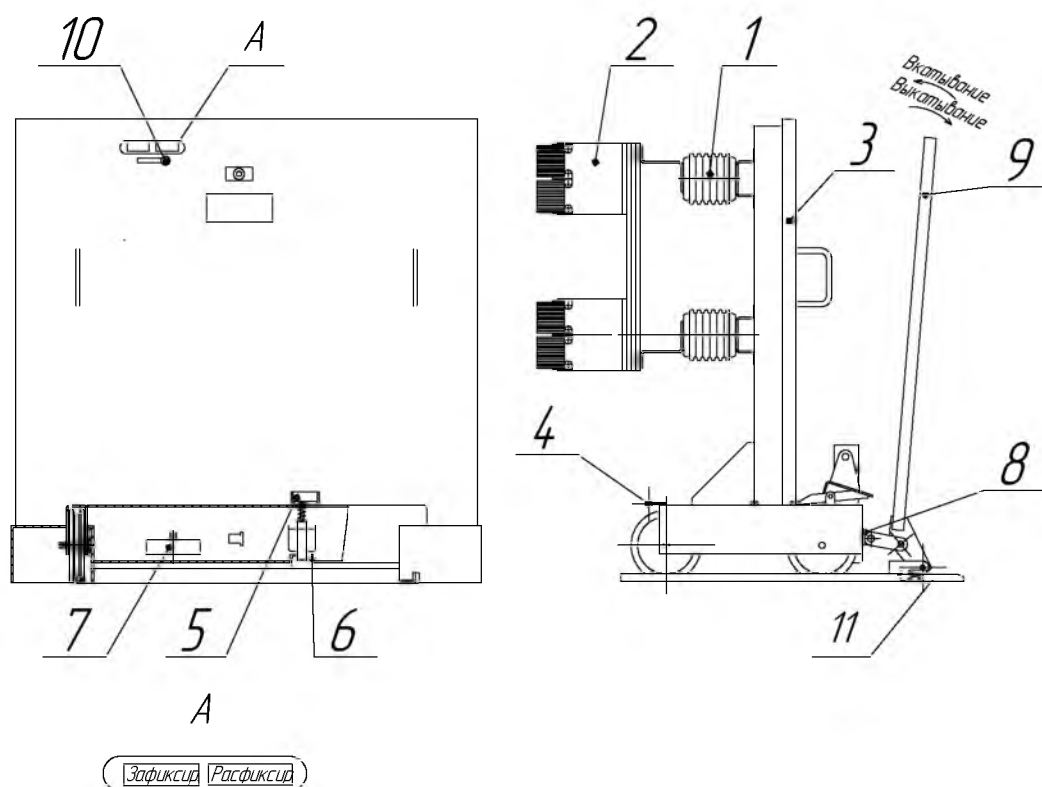 10 А 2 1
Вкатывание
Выкатывание
3 9
4 8
7 5 6 11
А
Зафиксир Расфиксир